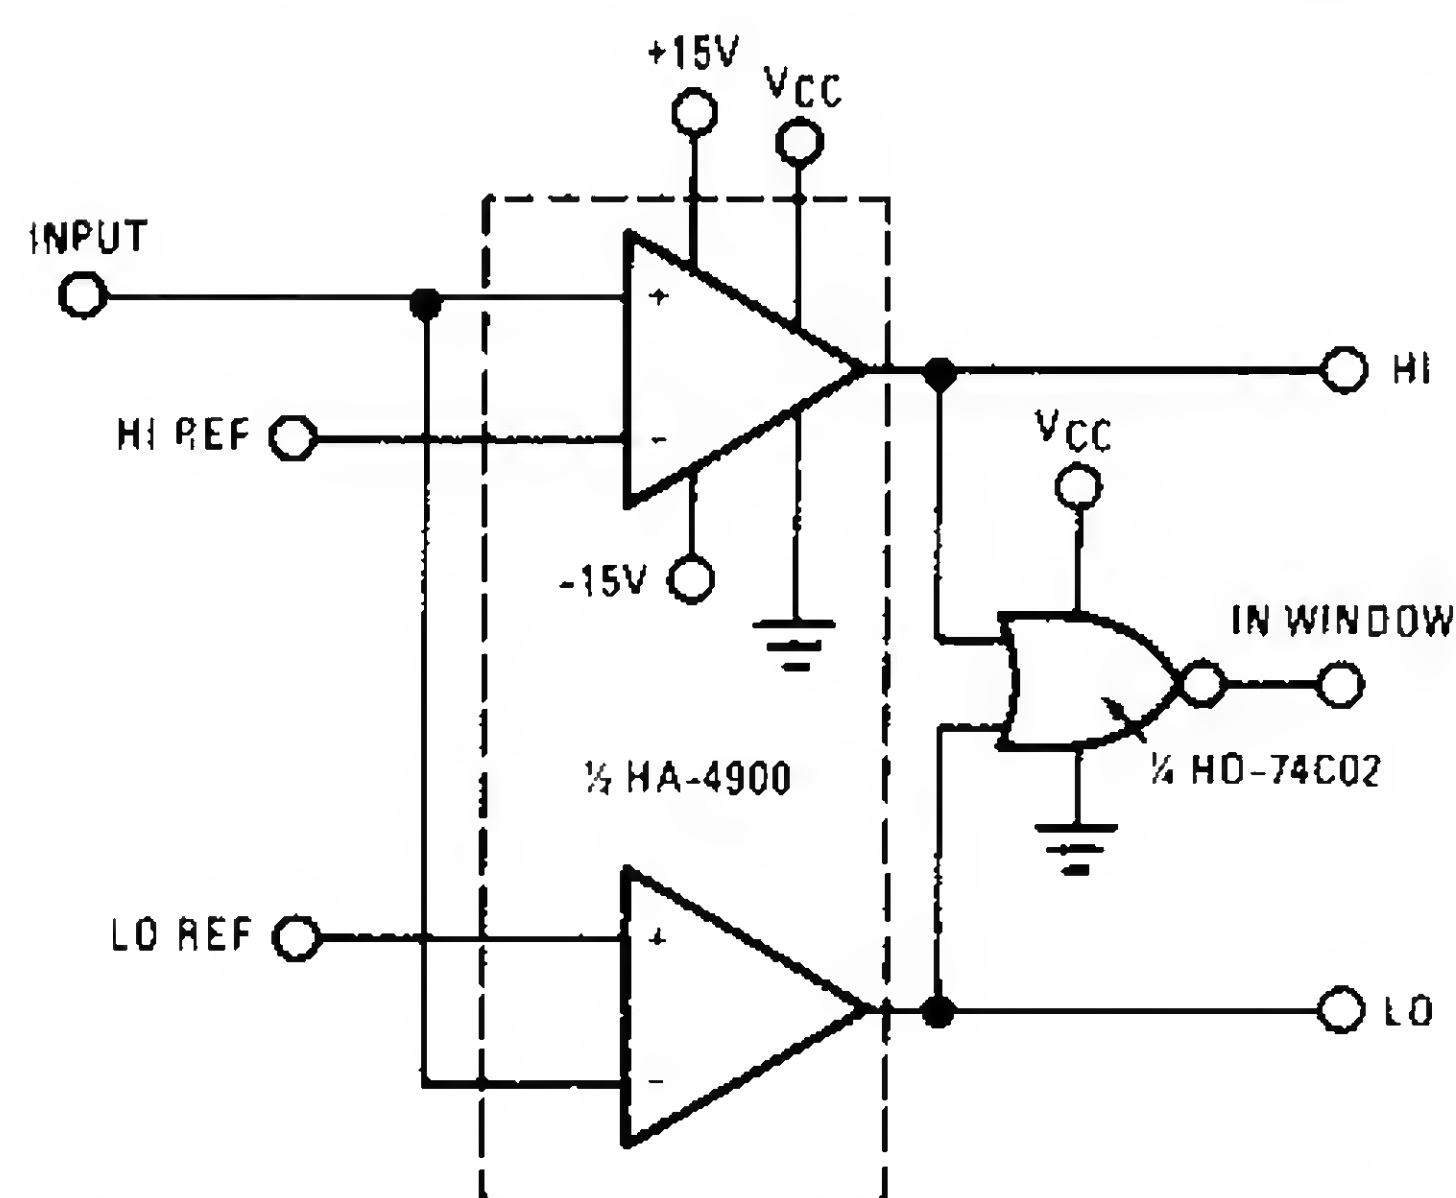 +15V
VCC
INPUT
+
HI
HI REF
-
VCC
-15V
IN WINDOW
½ HA-4900
¼ HD-74C02
LO REF
+
LO
-